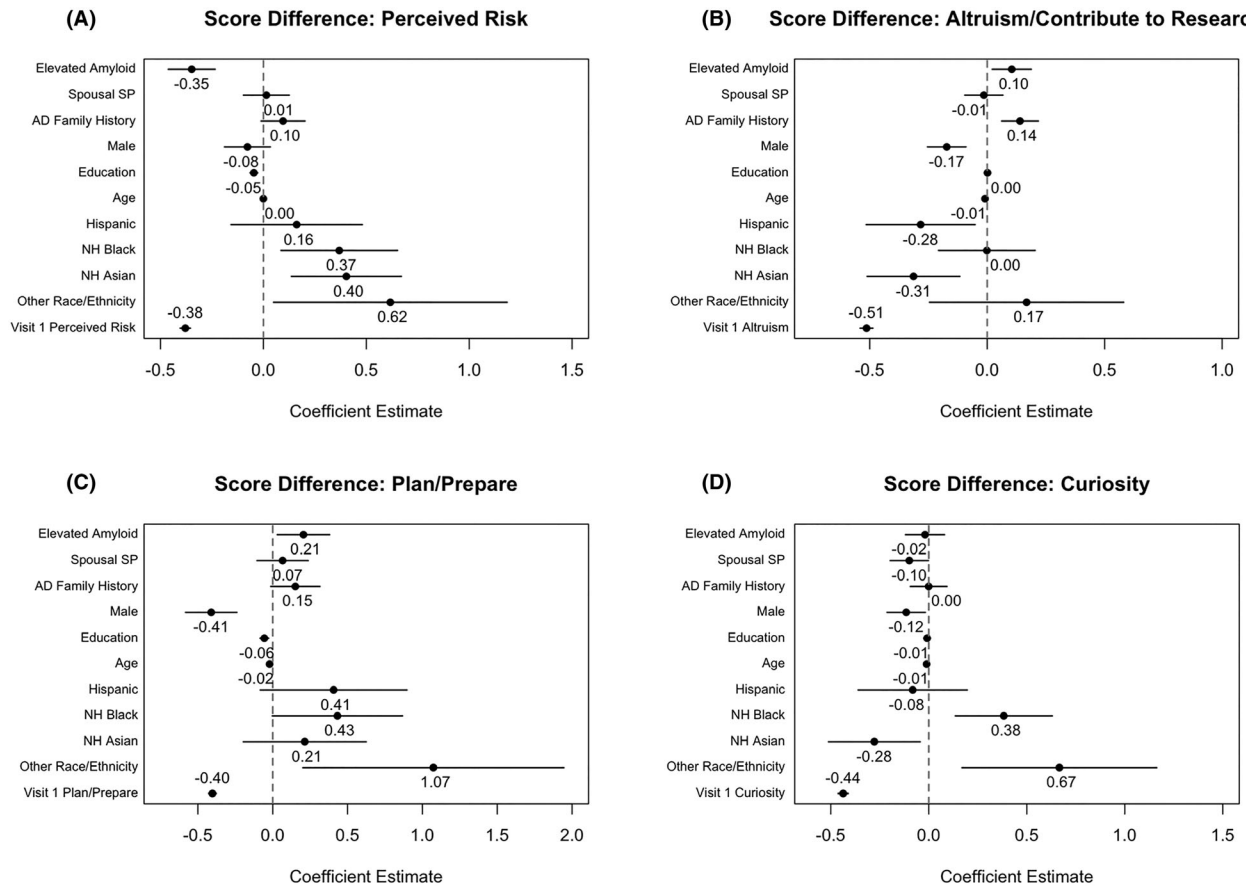 (A) Score Difference: Perceived Risk
Elevated Amyloid
-0.35
Spousal SP
0.01
AD Family History
0.10
Male
-0.08
Education
-0.05
Age
0.00
Hispanic
0.16
NH Black
0.37
NH Asian
0.40
Other Race/Ethnicity
0.62
-0.38
Visit 1 Perceived Risk
-0.5 0.0 0.5 1.0 1.5
Coefficient Estimate
(B) Score Difference: Altruism/Contribute to Researc
Elevated Amyloid
0.10
Spousal SP
-0.01
AD Family History
0.14
Male
-0.17
Education
0.00
Age
-0.01
Hispanic
-0.28
NH Black
0.00
NH Asian
-0.31
Other Race/Ethnicity
0.17
-0.51
Visit 1 Altruism
-0.5 0.0 0.5 1.0
Coefficient Estimate
(C) Score Difference: Plan/Prepare
Elevated Amyloid
0.21
Spousal SP
0.07
AD Family History
0.15
Male
-0.41
Education
-0.06
Age
-0.02
Hispanic
0.41
NH Black
0.43
NH Asian
0.21
Other Race/Ethnicity
1.07
-0.40
Visit 1 Plan/Prepare
-0.5 0.0 0.5 1.0 1.5 2.0
Coefficient Estimate
(D) Score Difference: Curiosity
Elevated Amyloid
-0.02
Spousal SP
-0.10
AD Family History
0.00
Male
-0.12
Education
-0.01
Age
-0.01
Hispanic
-0.08
NH Black
0.38
NH Asian
-0.28
Other Race/Ethnicity
0.67
-0.44
Visit 1 Curiosity
-0.5 0.0 0.5 1.0 1.5
Coefficient Estimate